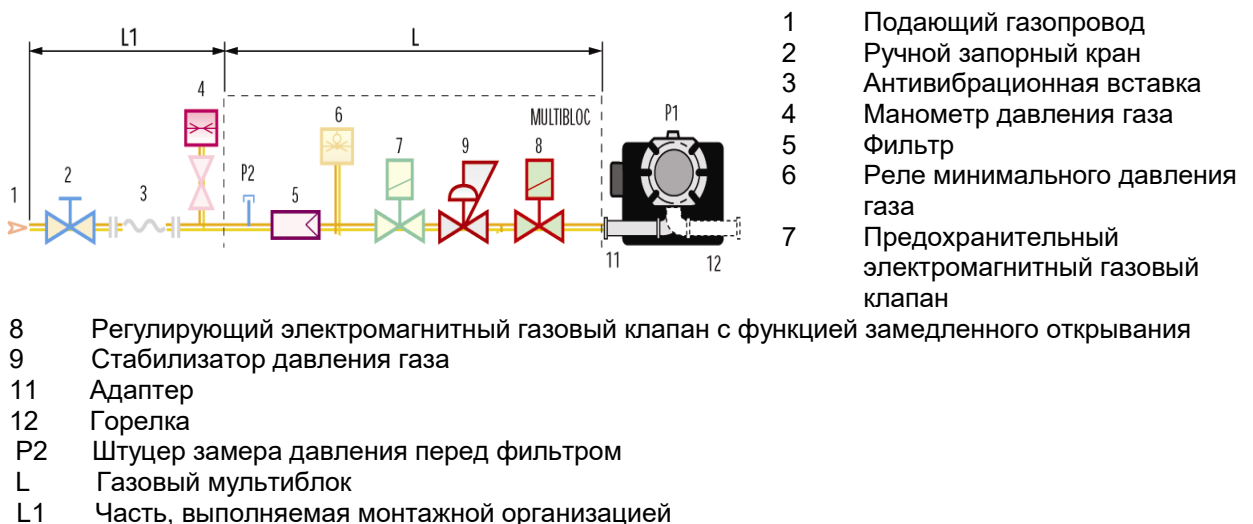 L1
L
4
6
MULTIBLOC
P1
2
7
9
8
P2
1
3
5
11
12
1 Подающий газопровод
2 Ручной запорный кран
3 Антивибрационная вставка
4 Манометр давления газа
5 Фильтр
6 Реле минимального давления
газа
7 Предохранительный
электромагнитный газовый
клапан
8 Регулирующий электромагнитный газовый клапан с функцией замедленного открывания
9 Стабилизатор давления газа
11 Адаптер
12 Горелка
P2 Штуцер замера давления перед фильтром
L Газовый мультиблок
L1 Часть, выполняемая монтажной организацией